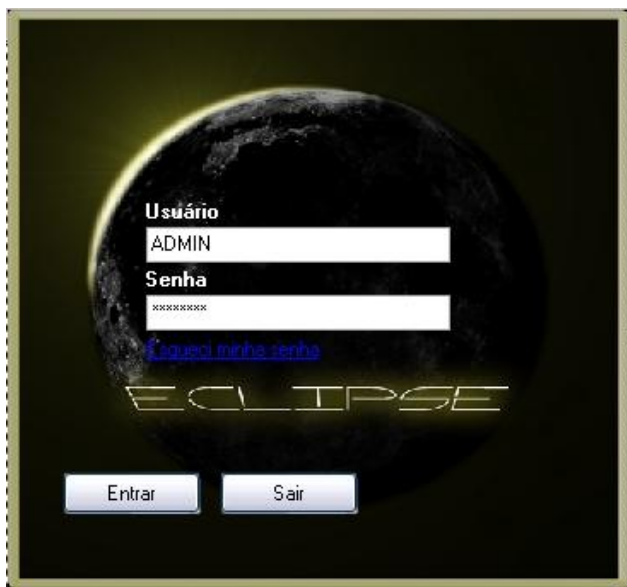 Usuário
ADMIN
Senha
********
Esqueci minha senha
ECLIPSE
Entrar Sair